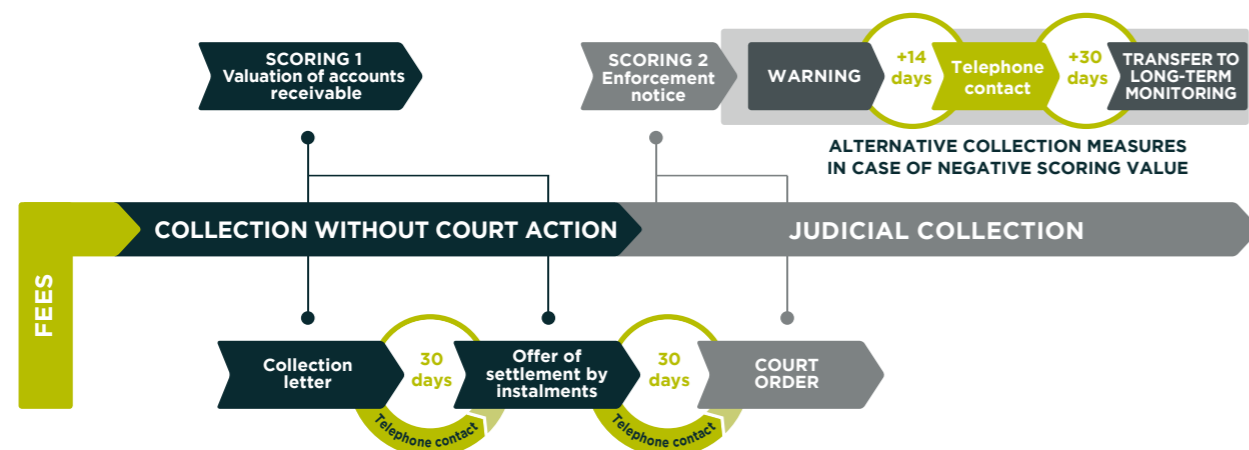 SCORING 1
Valuation of accounts
receivable
SCORING 2
Enforcement
notice
WARNING
+14
days
Telephone
contact
+30
days
TRANSFER TO
LONG-TERM
MONITORING
ALTERNATIVE COLLECTION MEASURES
IN CASE OF NEGATIVE SCORING VALUE
FEES
COLLECTION WITHOUT COURT ACTION
JUDICIAL COLLECTION
Collection
letter
30
days
Telephone contact
Offer of
settlement by
instalments
30
days
Telephone contact
COURT
ORDER